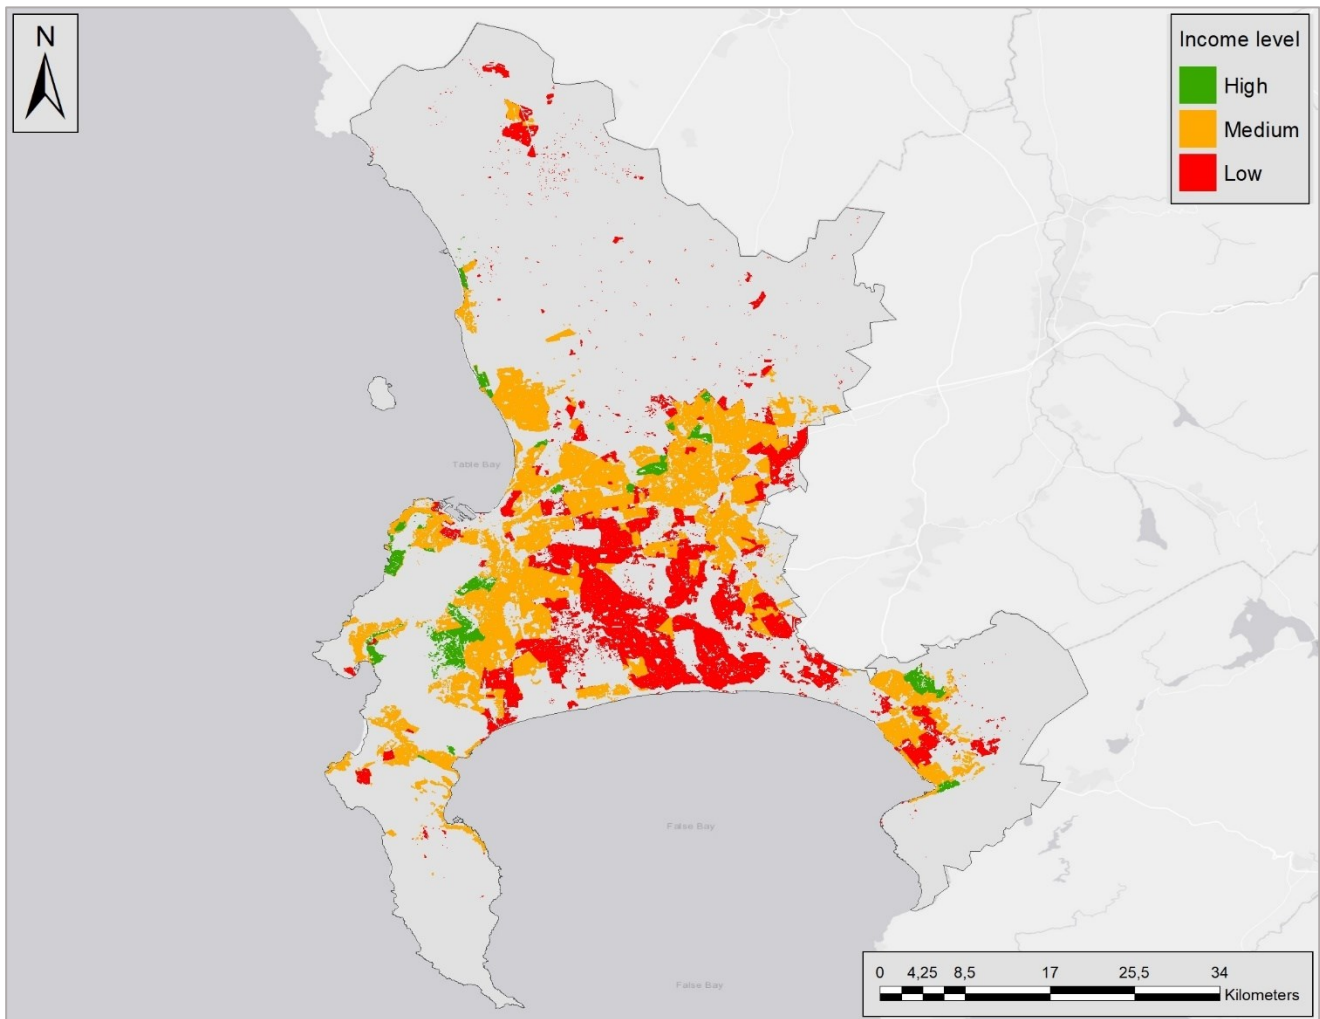 N
Income level
High
Medium
Low
Table Bay
False Bay
False Bay
0 4,25 8,5 17 25,5 34
Kilometers